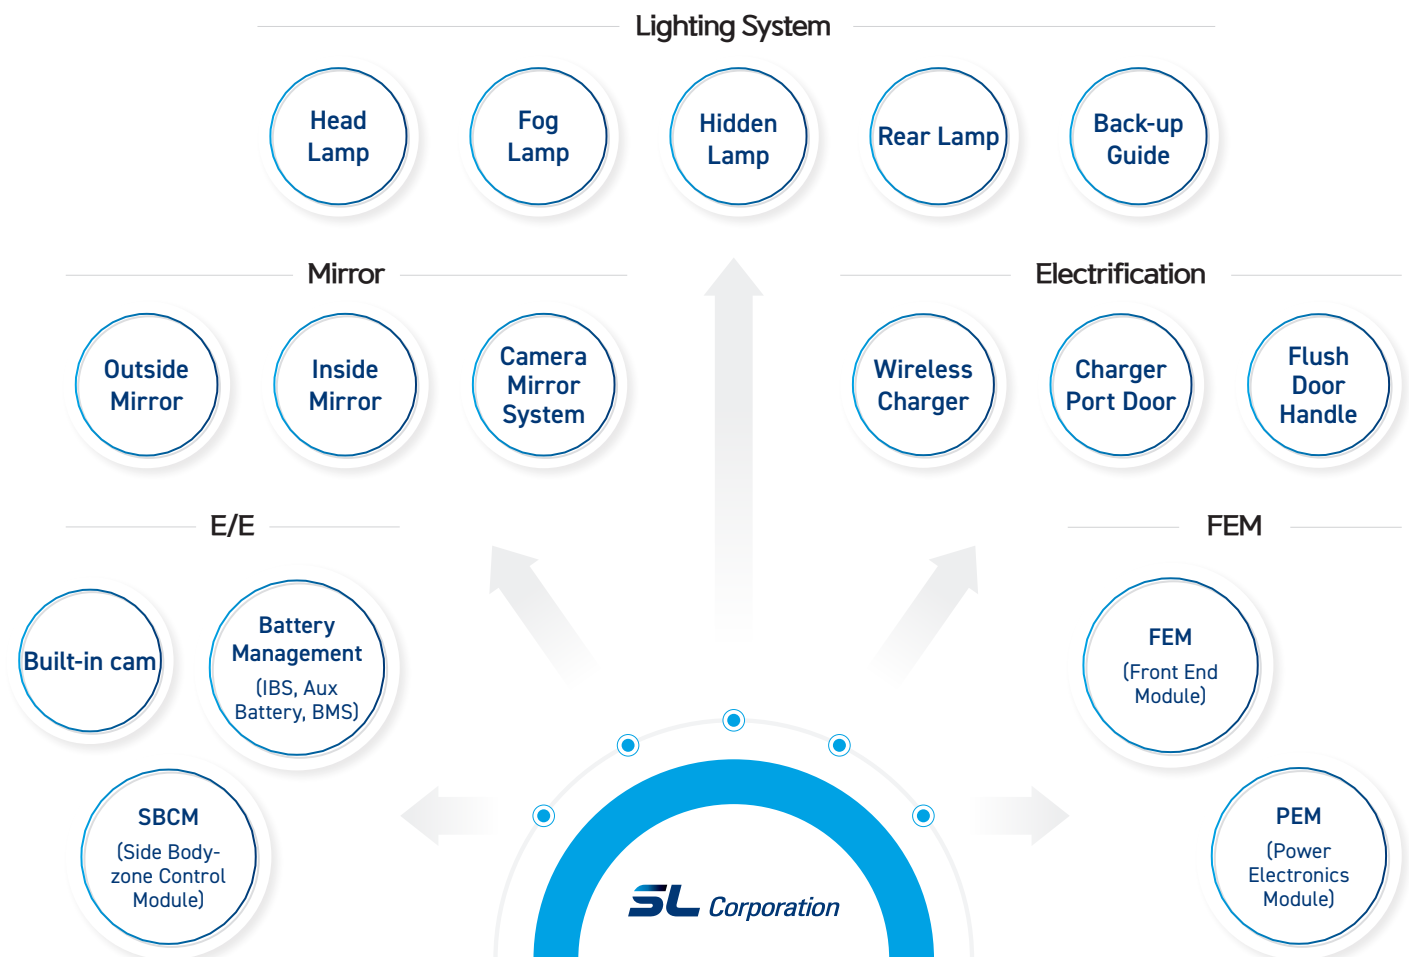 Lighting System
Head
Lamp
Fog
Lamp
Hidden
Lamp
Rear Lamp
Back-up
Guide
Mirror
Outside
Mirror
Inside
Mirror
Camera
Mirror
System
Electrification
Wireless
Charger
Charger
Port Door
Flush
Door
Handle
E/E
Built-in cam
Battery
Management
(IBS, Aux
Battery, BMS)
SBCM
(Side Body-
zone Control
Module)
FEM
FEM
(Front End
Module)
PEM
(Power
Electronics
Module)
SL Corporation